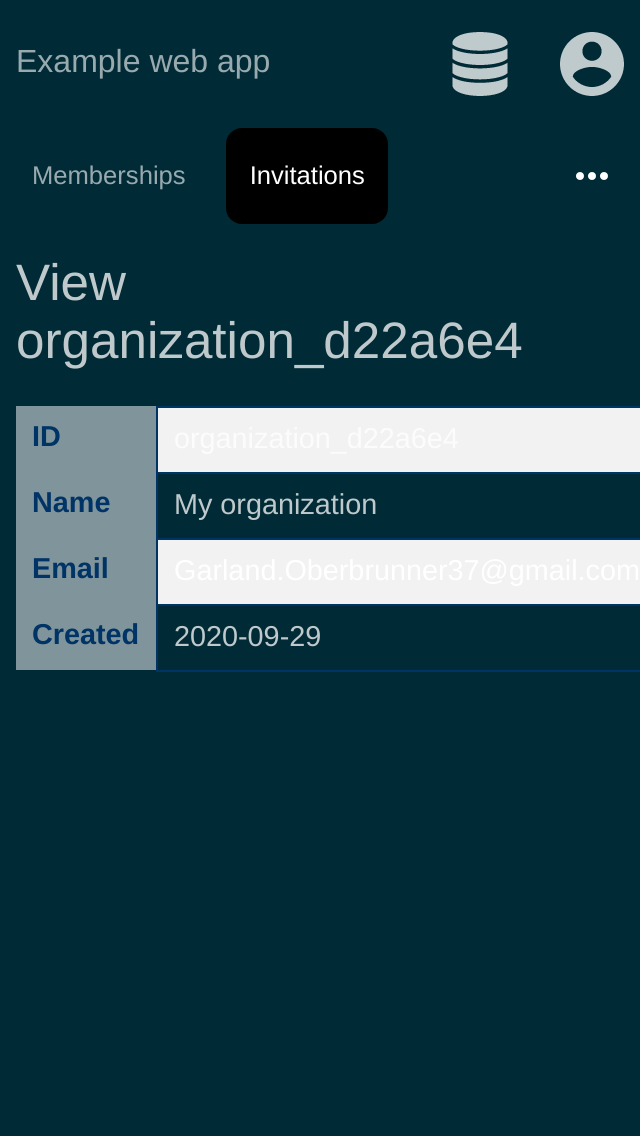 Example web app
Memberships Invitations
View
organization_d22a6e4
ID organization_d22a6e4
Name My organization
Email Garland.Oberbrunner37@gmail.com
Created 2020-09-29